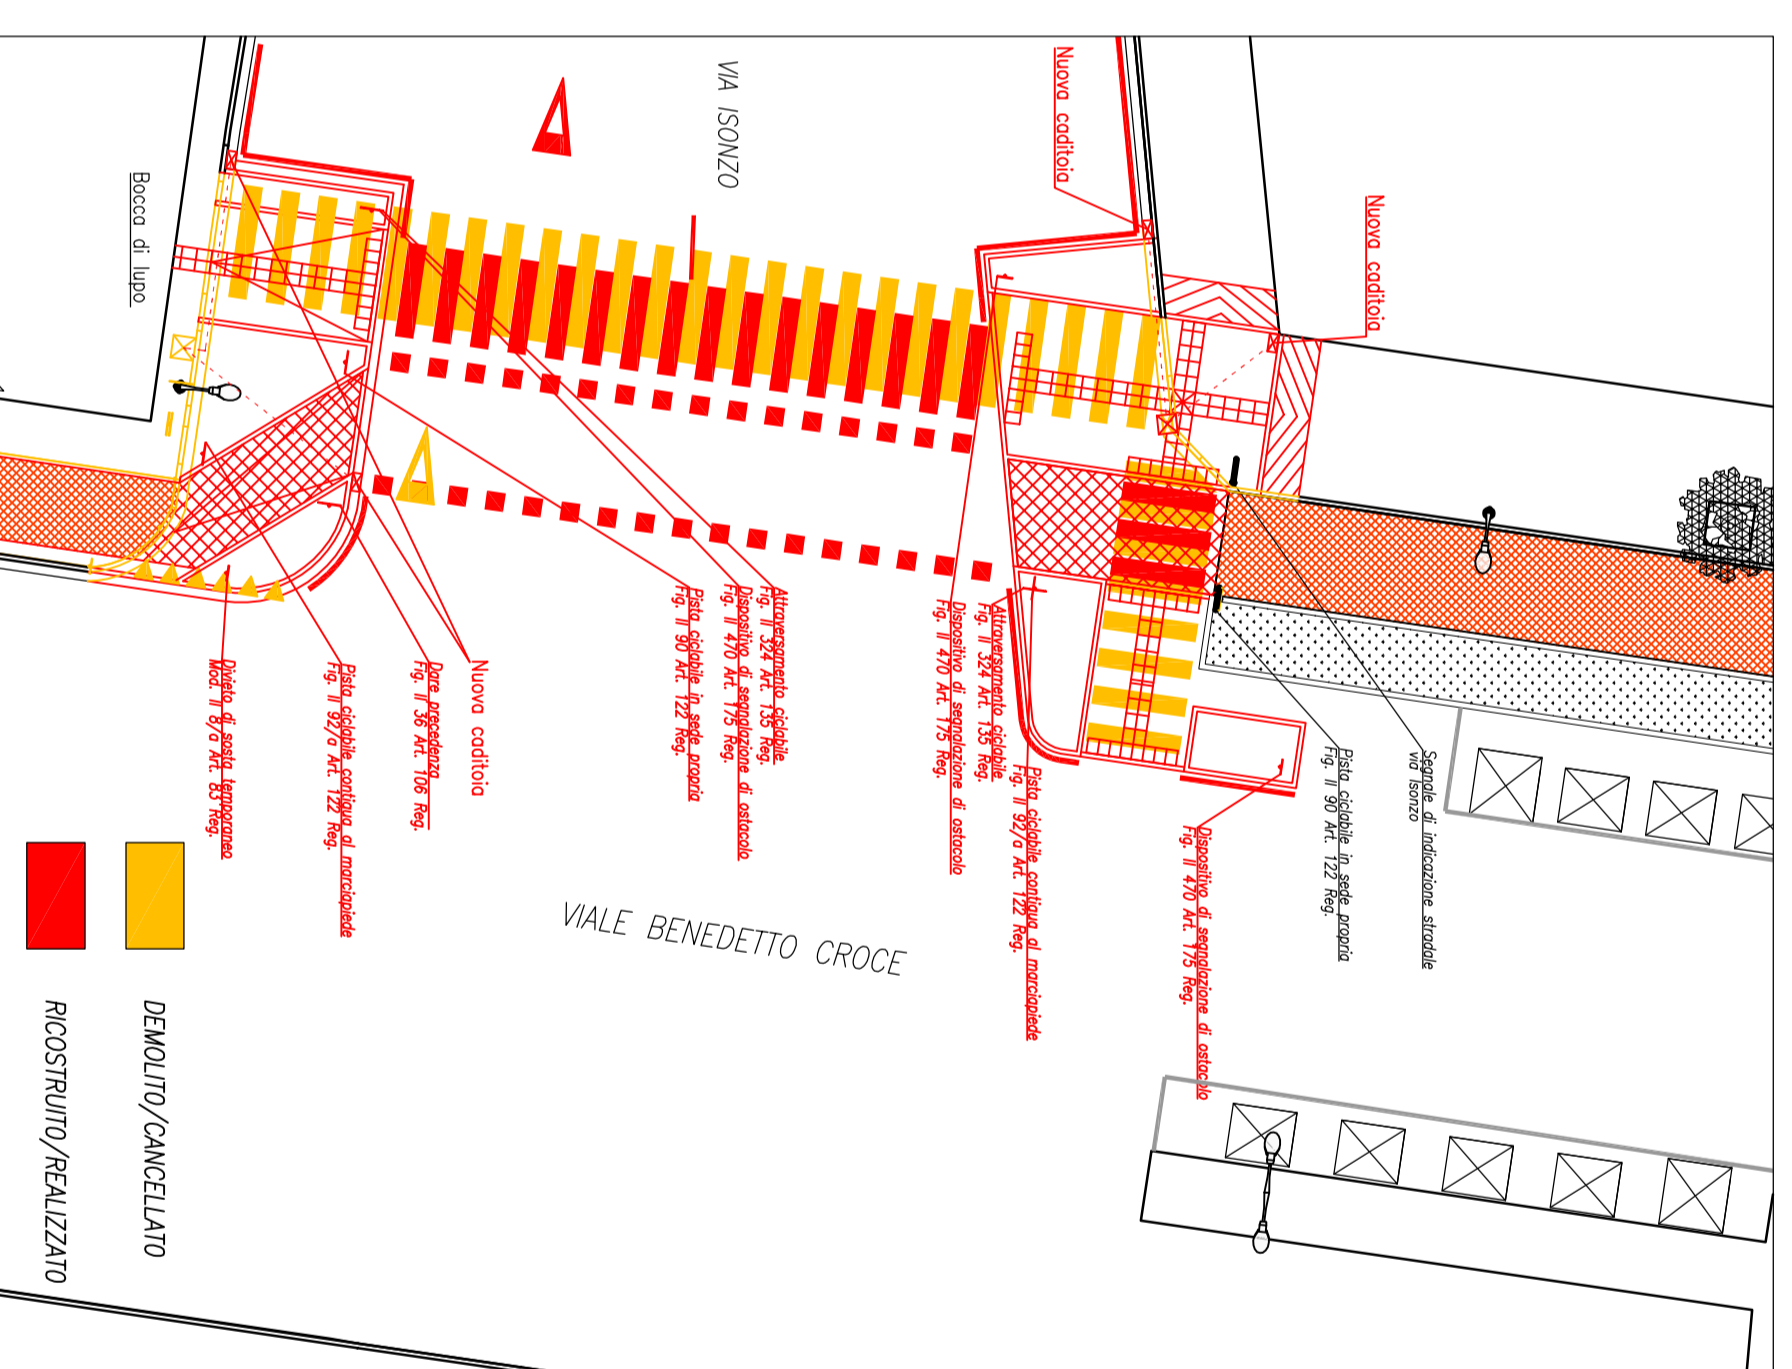 Nuova caditoia
Nuova caditoia
VIA ISONZO
Bocca di lupo
Segnale di indicazione stradale
via Isonzo
Pista ciclabile in sede propria
Fig. II 90 Art. 122 Reg.
Dispositivo di segnalazione di ostacolo
Fig. II 470 Art. 175 Reg.
Pista ciclabile contigua al marciapiede
Fig. II 92/a Art. 122 Reg.
Attraversamento ciclabile
Fig. II 324 Art. 135 Reg.
Dispositivo di segnalazione di ostacolo
Fig. II 470 Art. 175 Reg.
Attraversamento ciclabile
Fig. II 324 Art. 135 Reg.
Dispositivo di segnalazione di ostacolo
Fig. II 470 Art. 175 Reg.
Pista ciclabile in sede propria
Fig. II 90 Art. 122 Reg.
Nuova caditoia
Dare precedenza
Fig. II 36 Art. 106 Reg.
Pista ciclabile contigua al marciapiede
Fig. II 92/a Art. 122 Reg.
Divieto di sosta temporaneo
Mod. II 8/a Art. 83 Reg.
VIALE BENEDETTO CROCE
DEMOLITO/CANCELLATO
RICOSTRUITO/REALIZZATO